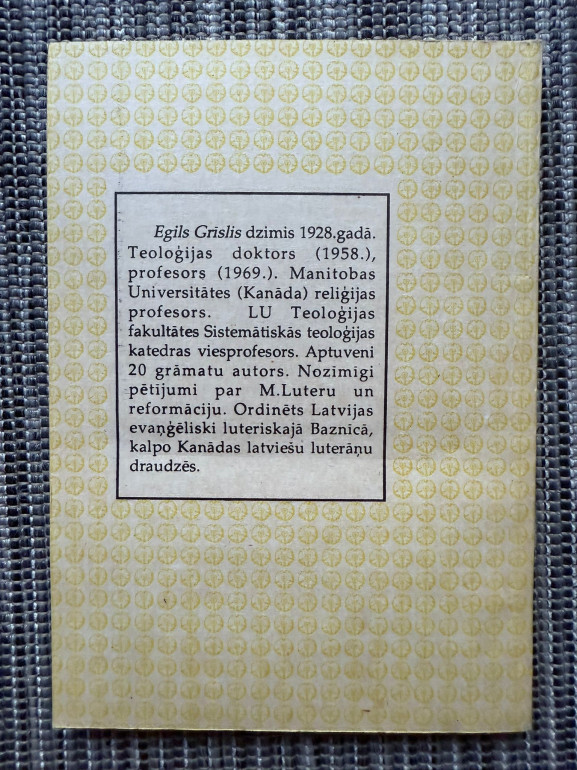 Egils Grīslis dzimis 1928.gadā.
Teoloģijas doktors (1958.),
profesors (1969.). Manitobas
Universitātes (Kanāda) reliģijas
profesors. LU Teoloģijas
fakultātes Sistemātiskās teoloģijas
katedras viesprofesors. Aptuveni
20 grāmatu autors. Nozīmīgi
pētījumi par M.Luteru un
reformāciju. Ordinēts Latvijas
evaņģēliski luteriskajā Baznīcā,
kalpo Kanādas latviešu luterāņu
draudzēs.